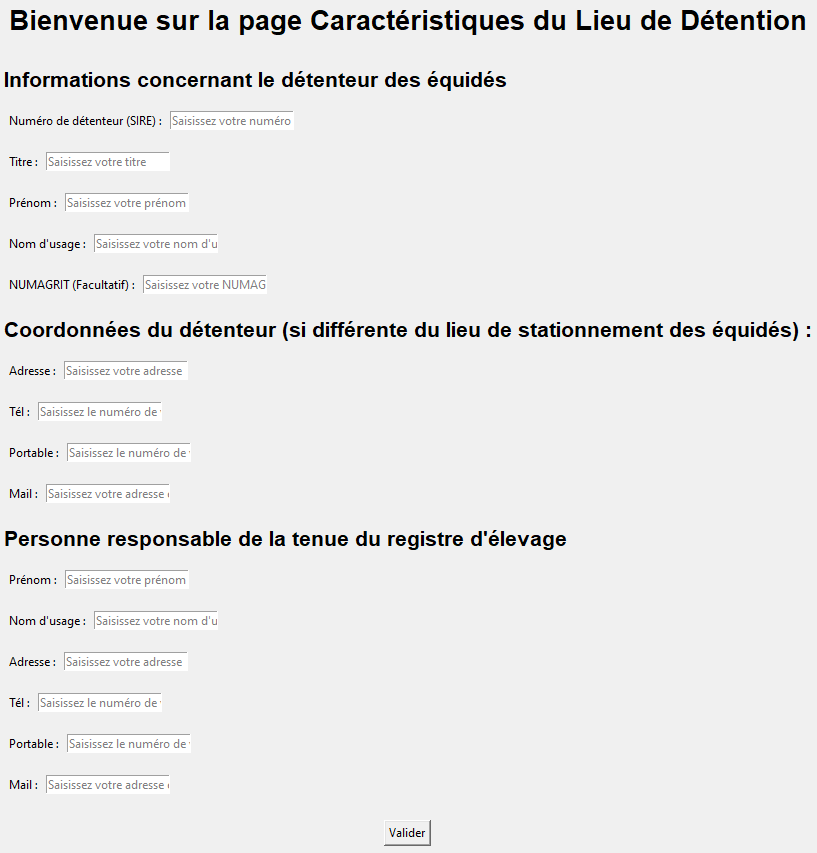 Bienvenue sur la page Caractéristiques du Lieu de Détention
Informations concernant le détenteur des équidés
Numéro de détenteur (SIRE) : Saisissez votre numéro
Titre : Saisissez votre titre
Prénom : Saisissez votre prénom
Nom d'usage : Saisissez votre nom d'u
NUMAGRIT (Facultatif) : Saisissez votre NUMAG
Coordonnées du détenteur (si différente du lieu de stationnement des équidés) :
Adresse : Saisissez votre adresse
Tél : Saisissez le numéro de
Portable : Saisissez le numéro de
Mail : Saisissez votre adresse
Personne responsable de la tenue du registre d'élevage
Prénom : Saisissez votre prénom
Nom d'usage : Saisissez votre nom d'u
Adresse : Saisissez votre adresse
Tél : Saisissez le numéro de
Portable : Saisissez le numéro de
Mail : Saisissez votre adresse
Valider